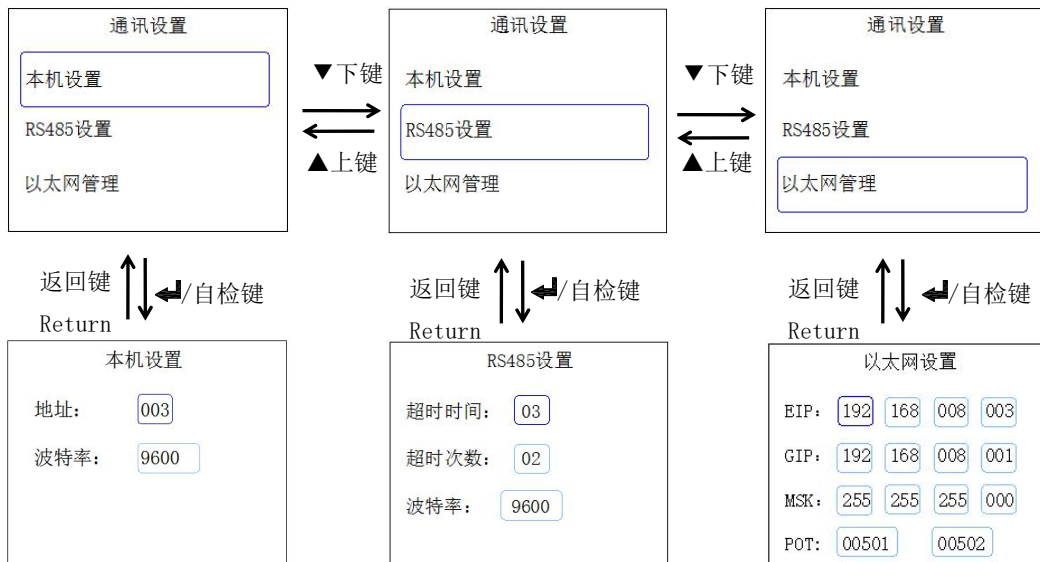 通讯设置
本机设置
RS485设置
以太网管理
▼下键
▲上键
通讯设置
本机设置
RS485设置
以太网管理
▼下键
▲上键
通讯设置
本机设置
RS485设置
以太网管理
返回键
Return
/自检键
返回键
Return
/自检键
返回键
Return
/自检键
本机设置
地址: 003
波特率: 9600
RS485设置
超时时间: 03
超时次数: 02
波特率: 9600
以太网设置
EIP: 192 168 008 003
GIP: 192 168 008 001
MSK: 255 255 255 000
POT: 00501 00502